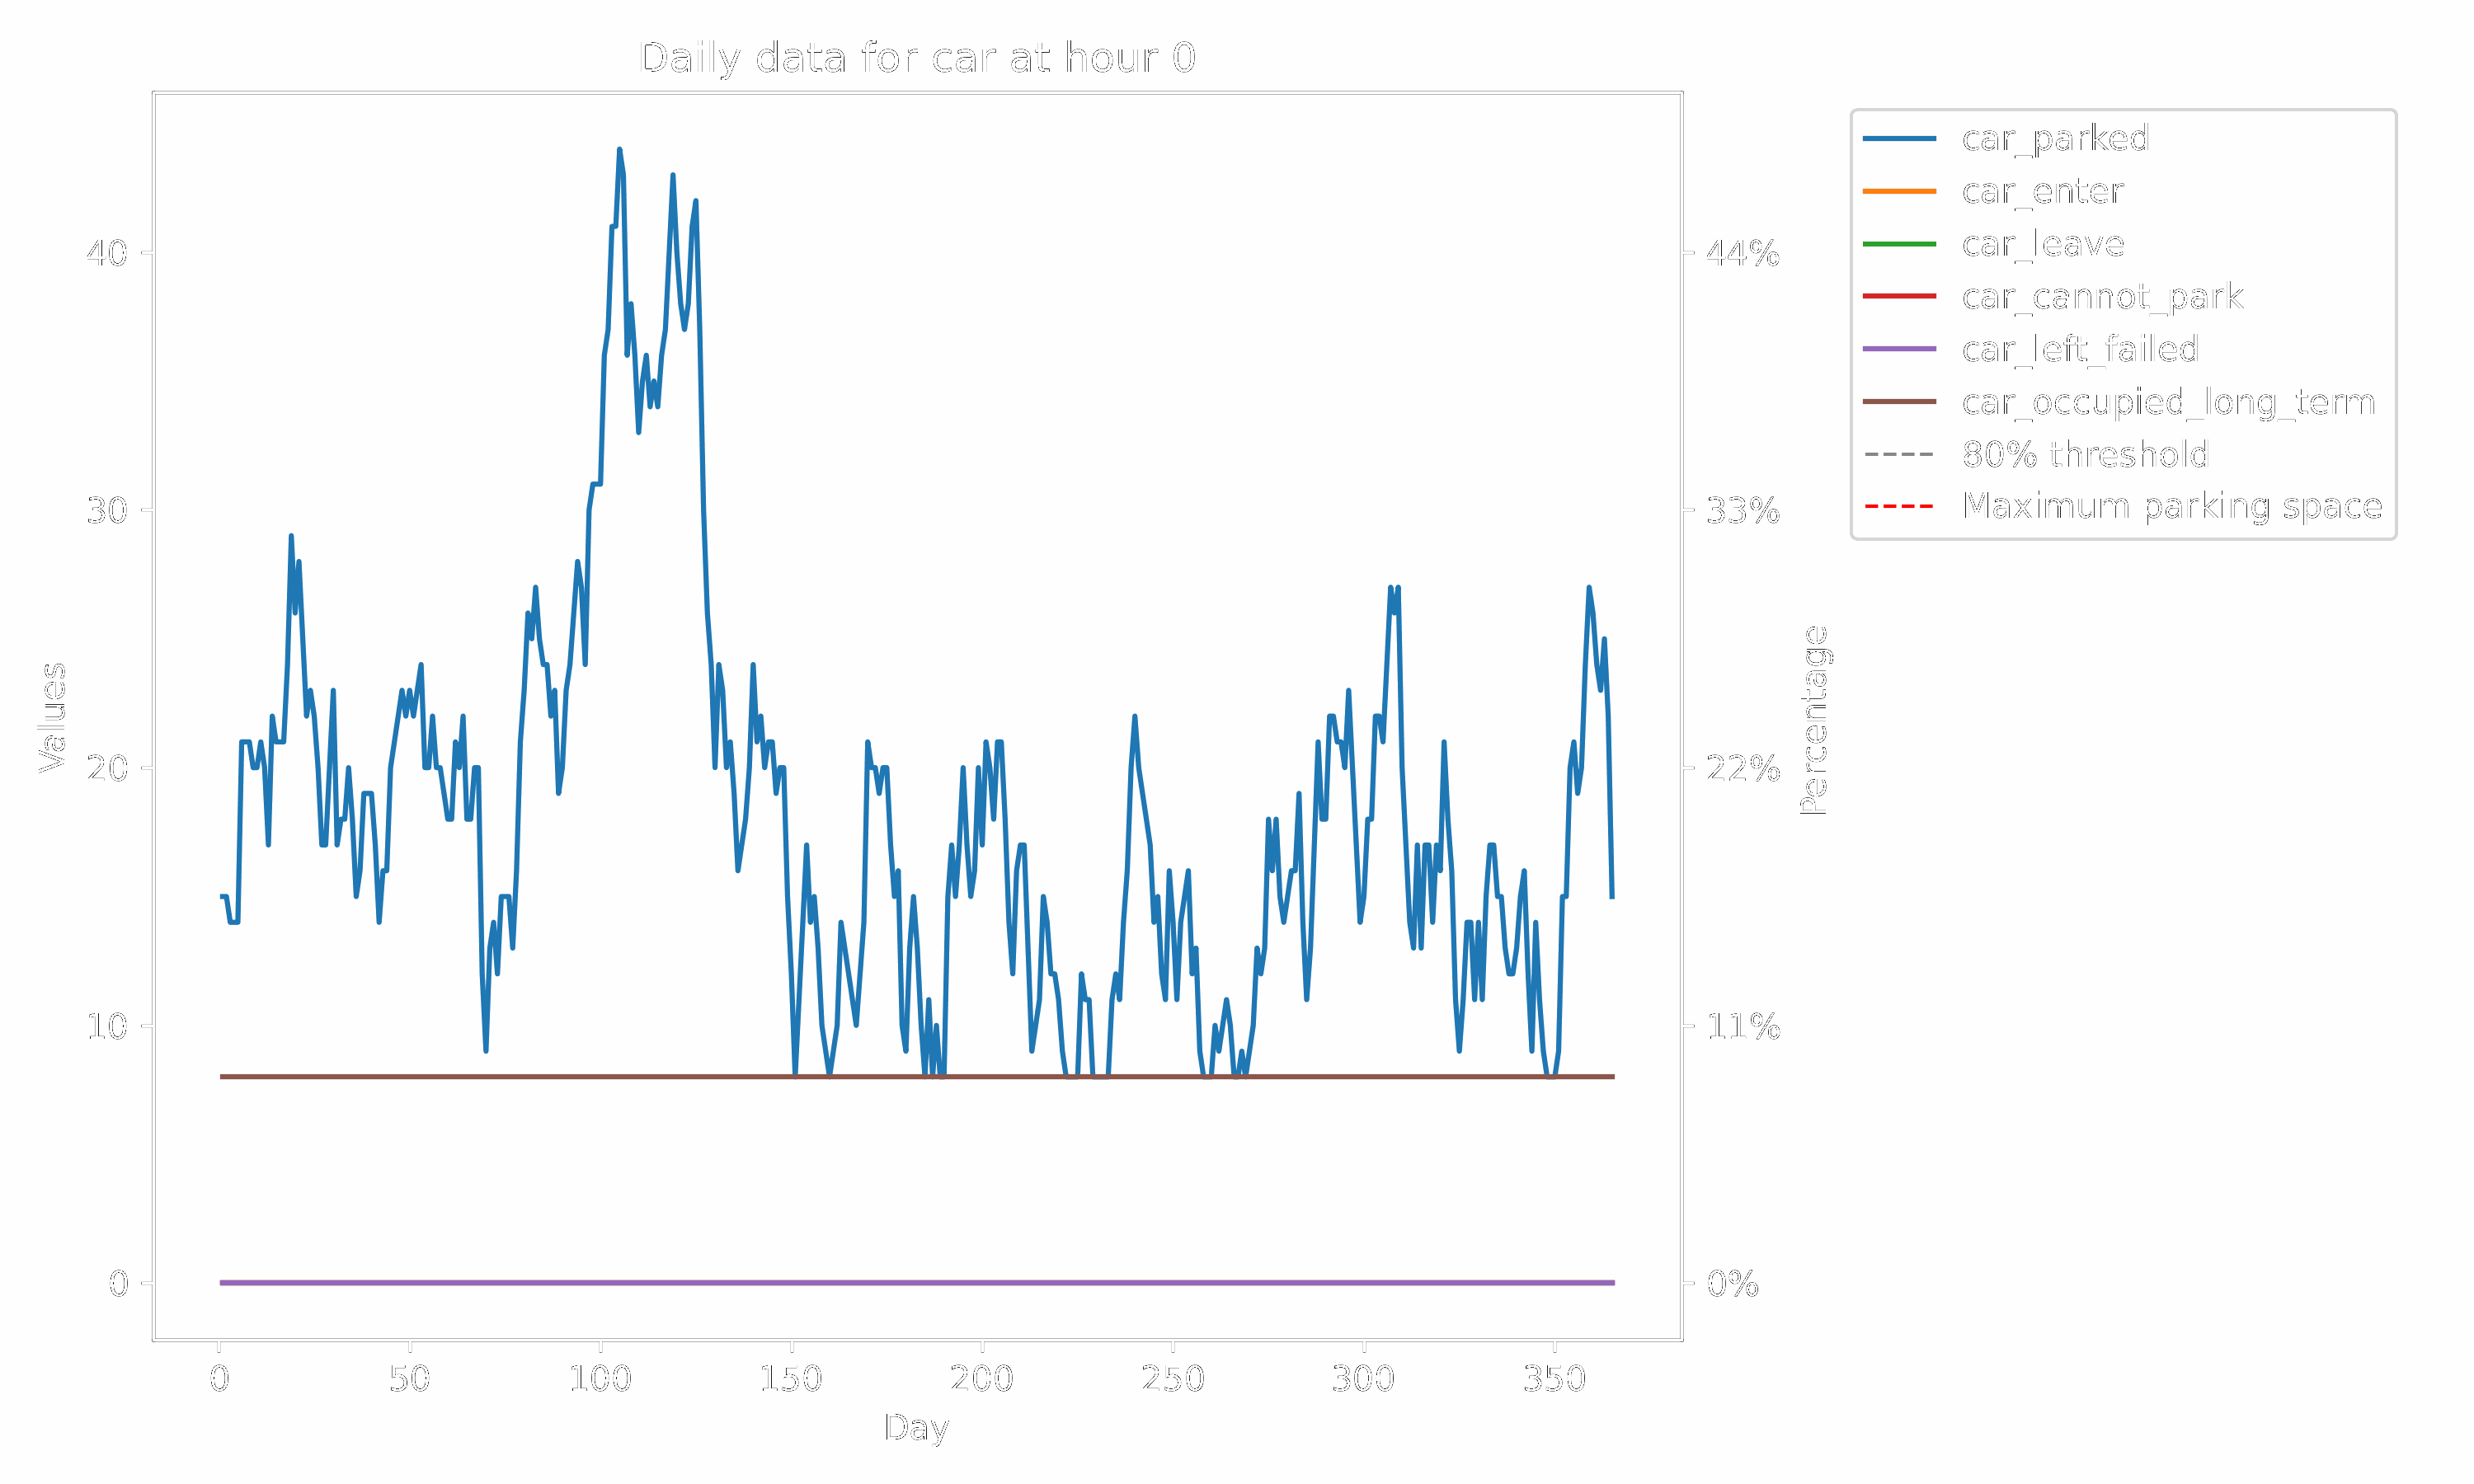 Daily data for car at hour 0
car_parked
car_enter
car_leave
car_cannot_park
car_left_failed
car_occupied_long_term
80% threshold
Maximum parking space
Values
40
30
20
10
0
44%
33%
22%
11%
0%
Percentage
0 50 100 150 200 250 300 350
Day